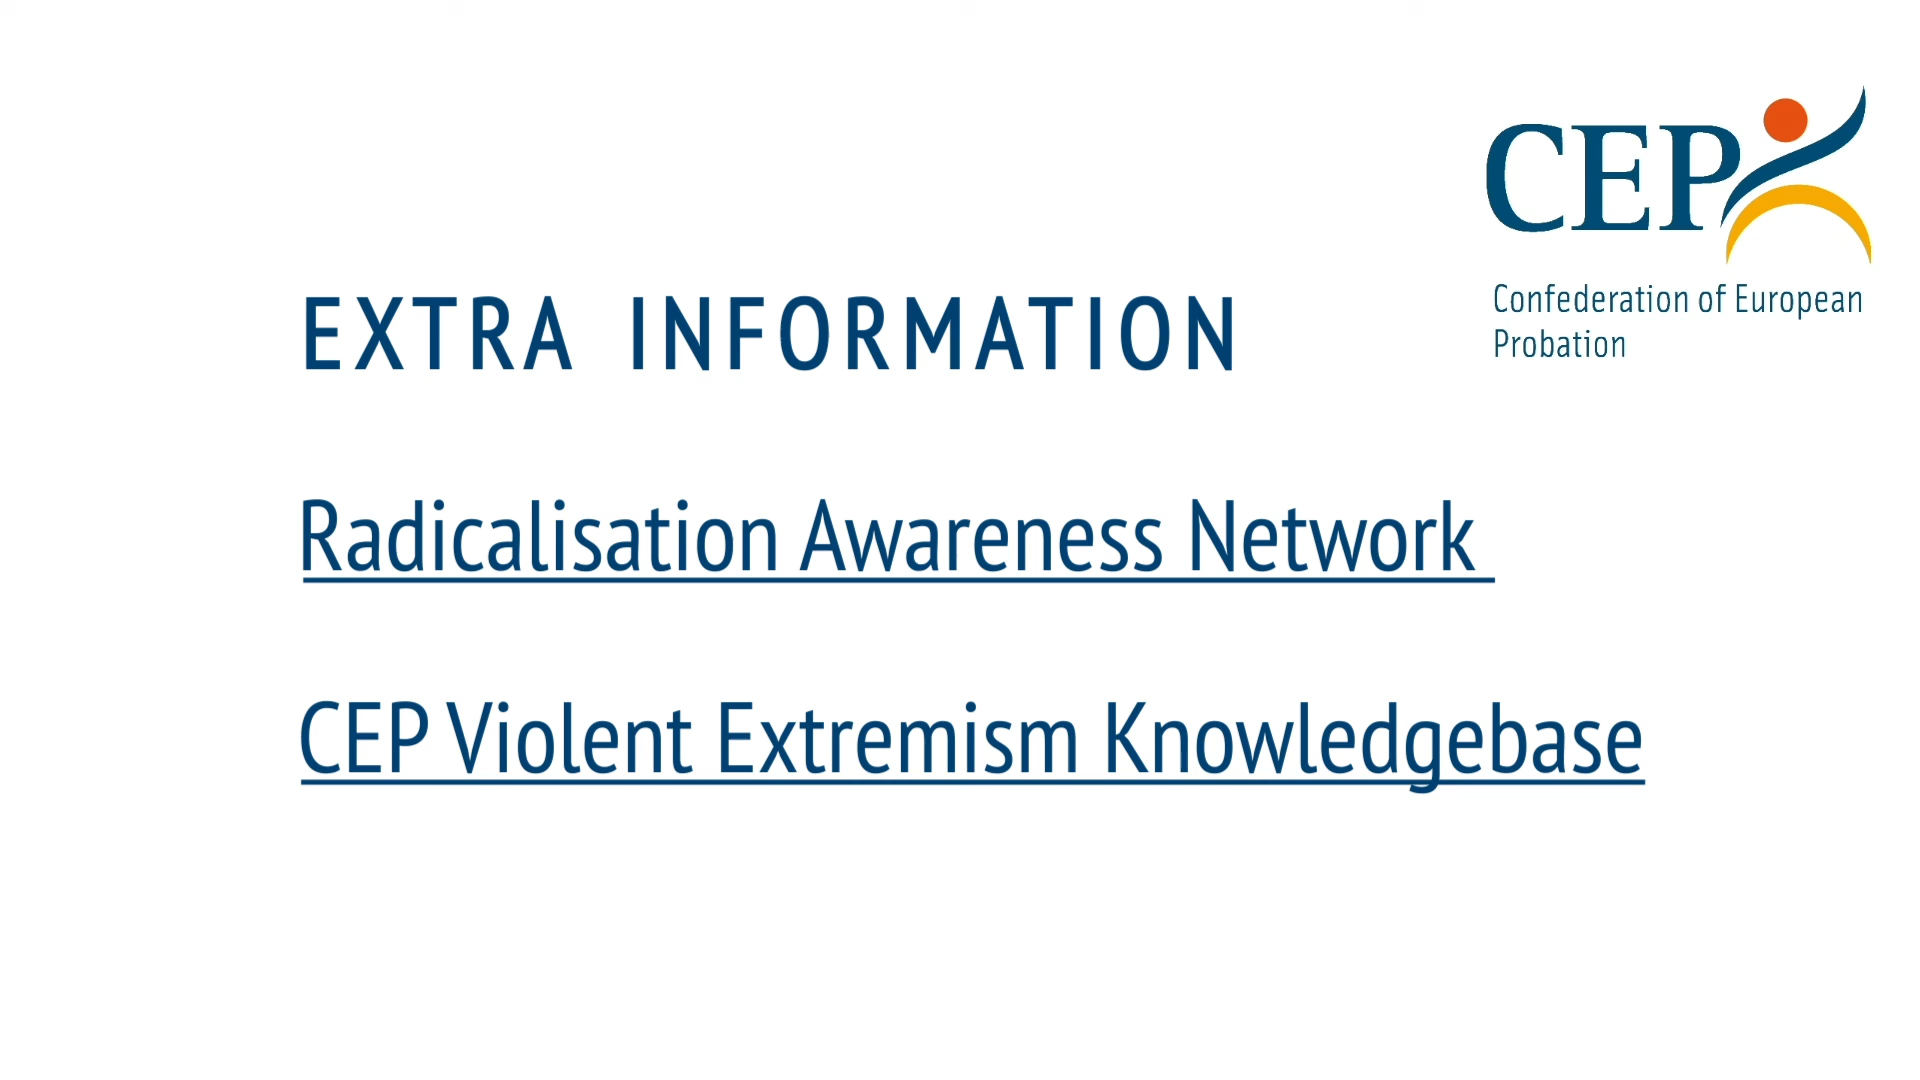 CEP
Confederation of European
Probation
EXTRA INFORMATION
Radicalisation Awareness Network
CEP Violent Extremism Knowledgebase